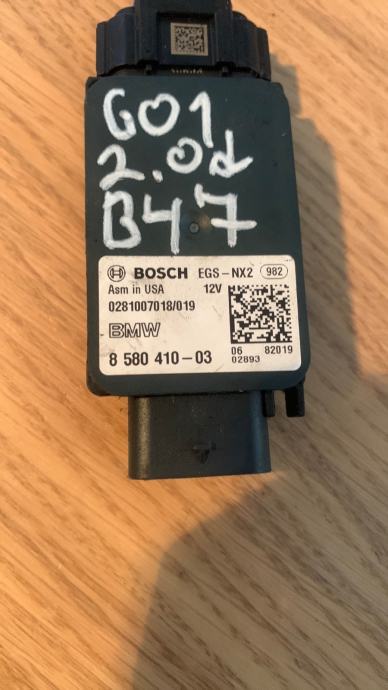 G01
2.0d
B47
BOSCH EGS-NX2 982
Asm in USA 12V
0281007018/019
BMW
8 580 410-03
06 82019
02893